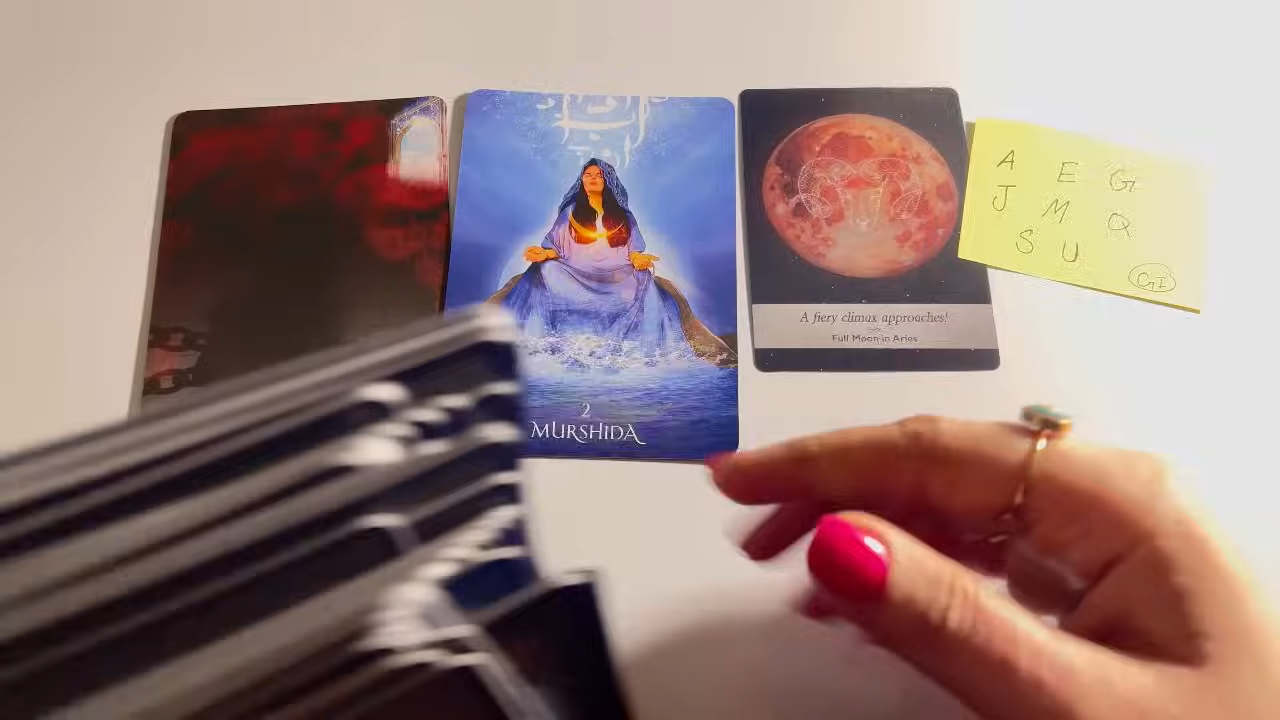 2
MURSHIDA
A fiery climax approaches!
Full Moon in Aries
A E G
J M Q
S U
GI